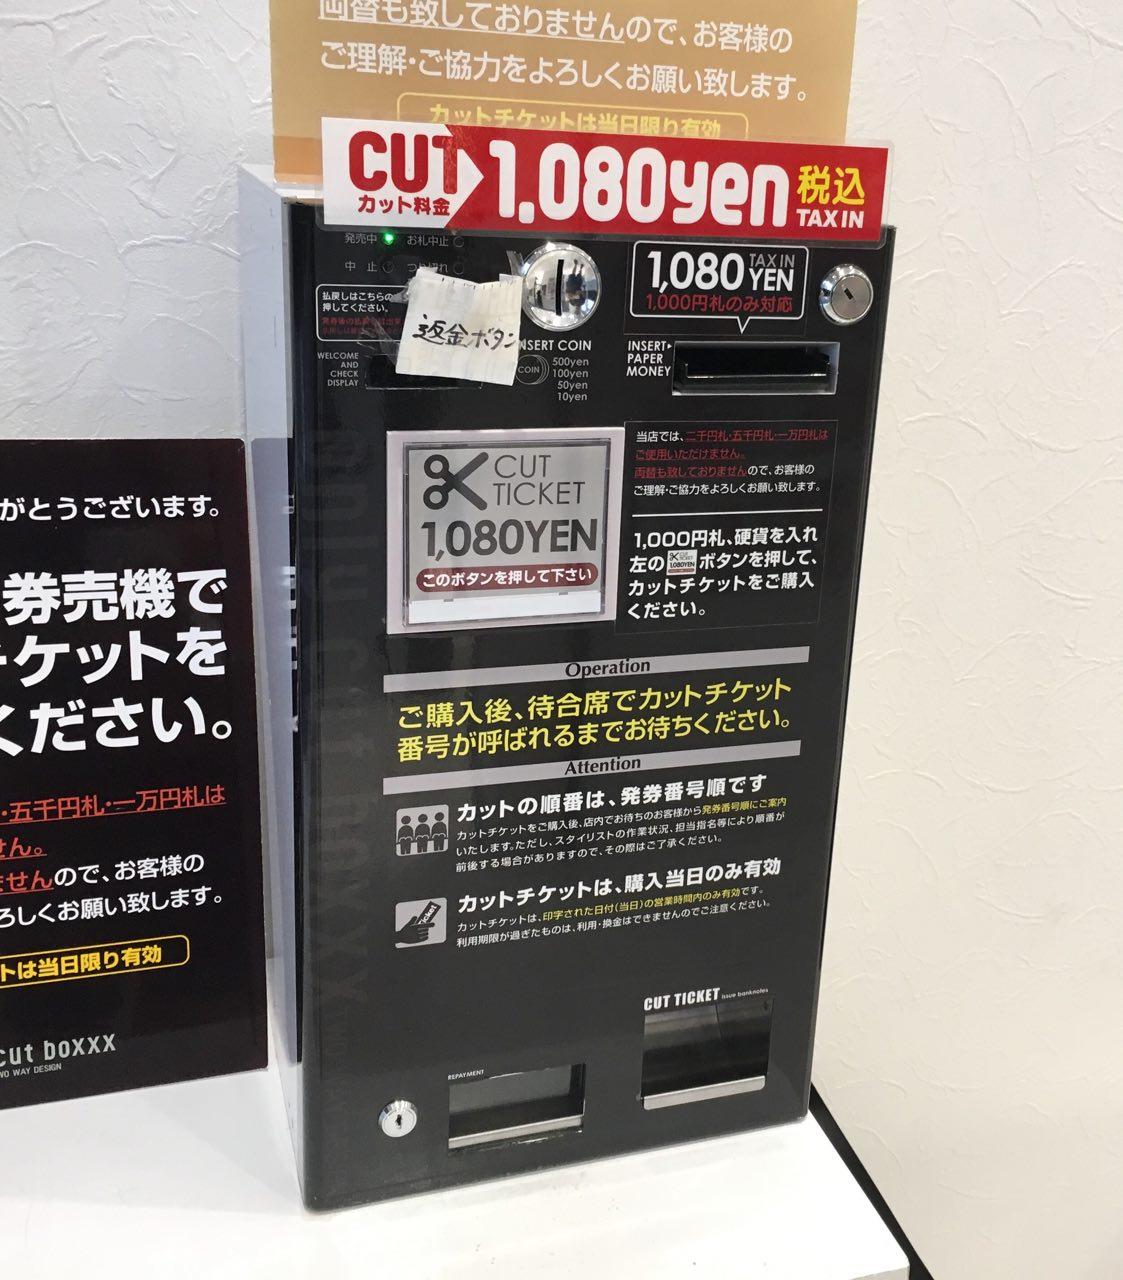 両替も致しておりませんので、お客様の
ご理解・ご協力をよろしくお願い致します。
カットチケットは当日限り有効
CUT
カット料金
1,080yen
税込
TAX IN
発売中
お札中止
中 止
つり切れ
払戻しはこちらの
押してください。
返金ボタン
WELCOME
AND
CHECK
DISPLAY
INSERT COIN
COIN
500yen
100yen
50yen
10yen
1,080 TAX IN YEN
1,000円札のみ対応
INSERT
PAPER
MONEY
CUT
TICKET
1,080YEN
このボタンを押して下さい
当店では、二千円札・五千円札・一万円札は
ご使用いただけません。
両替も致しておりませんので、お客様の
ご理解・ご協力をよろしくお願い致します。
1,000円札、硬貨を入れ
左の CUT TICKET 1,080YEN ボタンを押して、
カットチケットをご購入
ください。
Operation
ご購入後、待合席でカットチケット
番号が呼ばれるまでお待ちください。
Attention
カットの順番は、発券番号順です
カットチケットをご購入後、店内でお待ちのお客様から発券番号順にご案内
いたします。ただし、スタイリストの作業状況、担当指名等により順番が
前後する場合がありますので、その際はご了承ください。
Ticket
カットチケットは、購入当日のみ有効
カットチケットは、印字された日付(当日)の営業時間内のみ有効です。
利用期限が過ぎたものは、利用・換金はできませんのでご注意ください。
CUT TICKET issue banknotes
REPAYMENT
がとうございます。
券売機で
チケットを
ください。
・五千円札・一万円札は
せん。
ませんので、お客様の
ろしくお願い致します。
トは当日限り有効
cut boxxx
WO WAY DESIGN